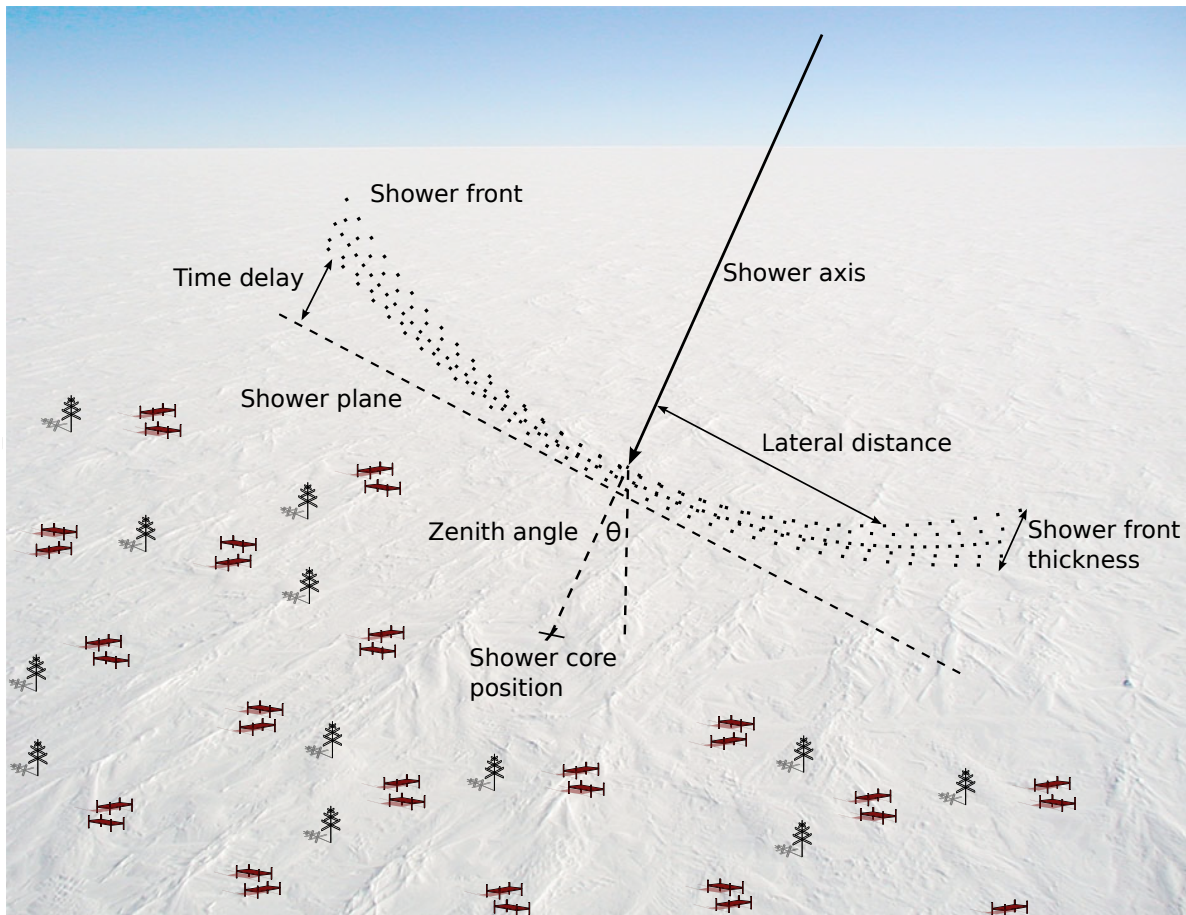 Shower front
Time delay
Shower axis
Shower plane
Lateral distance
Zenith angle
θ
Shower front
thickness
Shower core
position